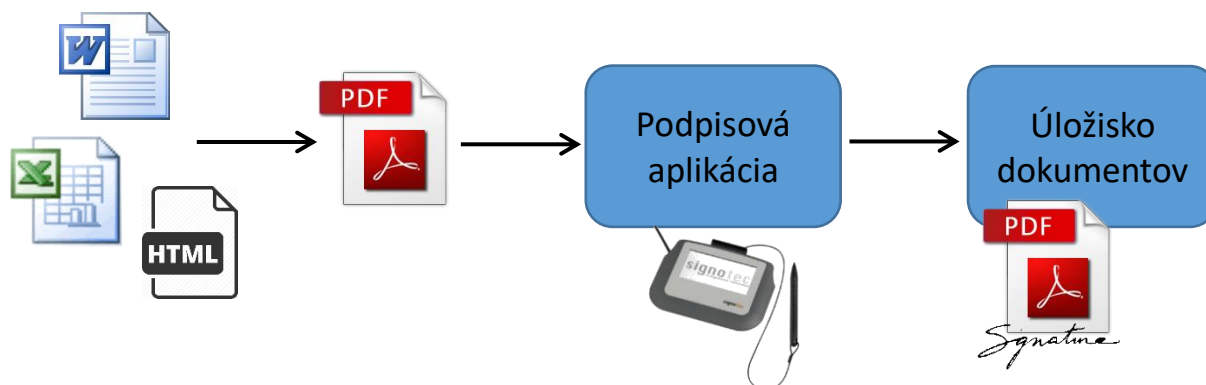 W
X
HTML
PDF
Podpisová
aplikácia
signotec
Úložisko
dokumentov
PDF
Signature